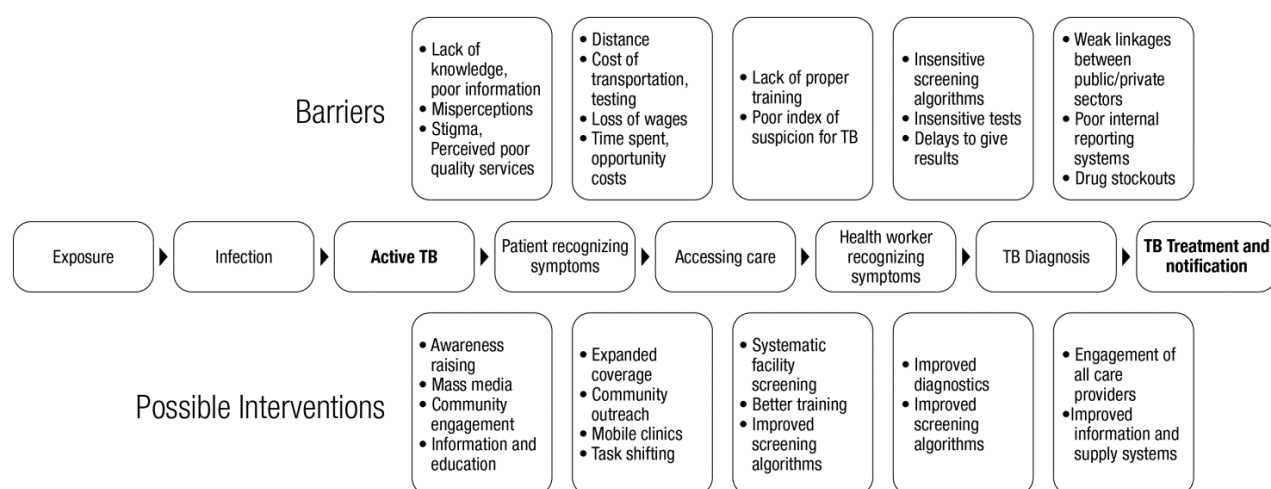 Barriers
• Lack of
knowledge,
poor information
• Misperceptions
• Stigma,
Perceived poor
quality services
• Distance
• Cost of
transportation,
testing
• Loss of wages
• Time spent,
opportunity
costs
• Lack of proper
training
• Poor index of
suspicion for TB
• Insensitive
screening
algorithms
• Insensitive tests
• Delays to give
results
• Weak linkages
between
public/private
sectors
• Poor internal
reporting
systems
• Drug stockouts
Exposure
Infection
Active TB
Patient recognizing
symptoms
Accessing care
Health worker
recognizing
symptoms
TB Diagnosis
TB Treatment and
notification
Possible Interventions
• Awareness
raising
• Mass media
• Community
engagement
• Information and
education
• Expanded
coverage
• Community
outreach
• Mobile clinics
• Task shifting
• Systematic
facility
screening
• Better training
• Improved
screening
algorithms
• Improved
diagnostics
• Improved
screening
algorithms
• Engagement of
all care
providers
•Improved
information and
supply systems